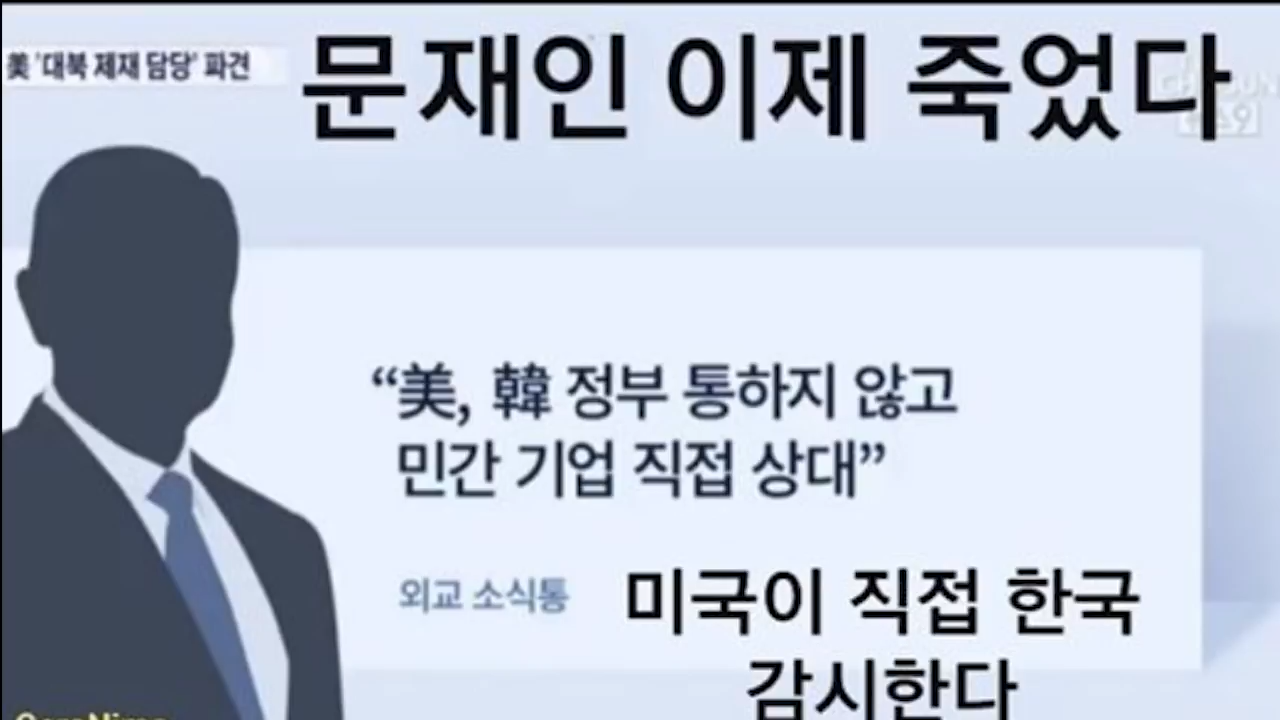 美 '대북 제재 담당' 파견
문재인 이제 죽었다
“美, 韓 정부 통하지 않고
민간 기업 직접 상대”
외교 소식통
미국이 직접 한국
감시한다